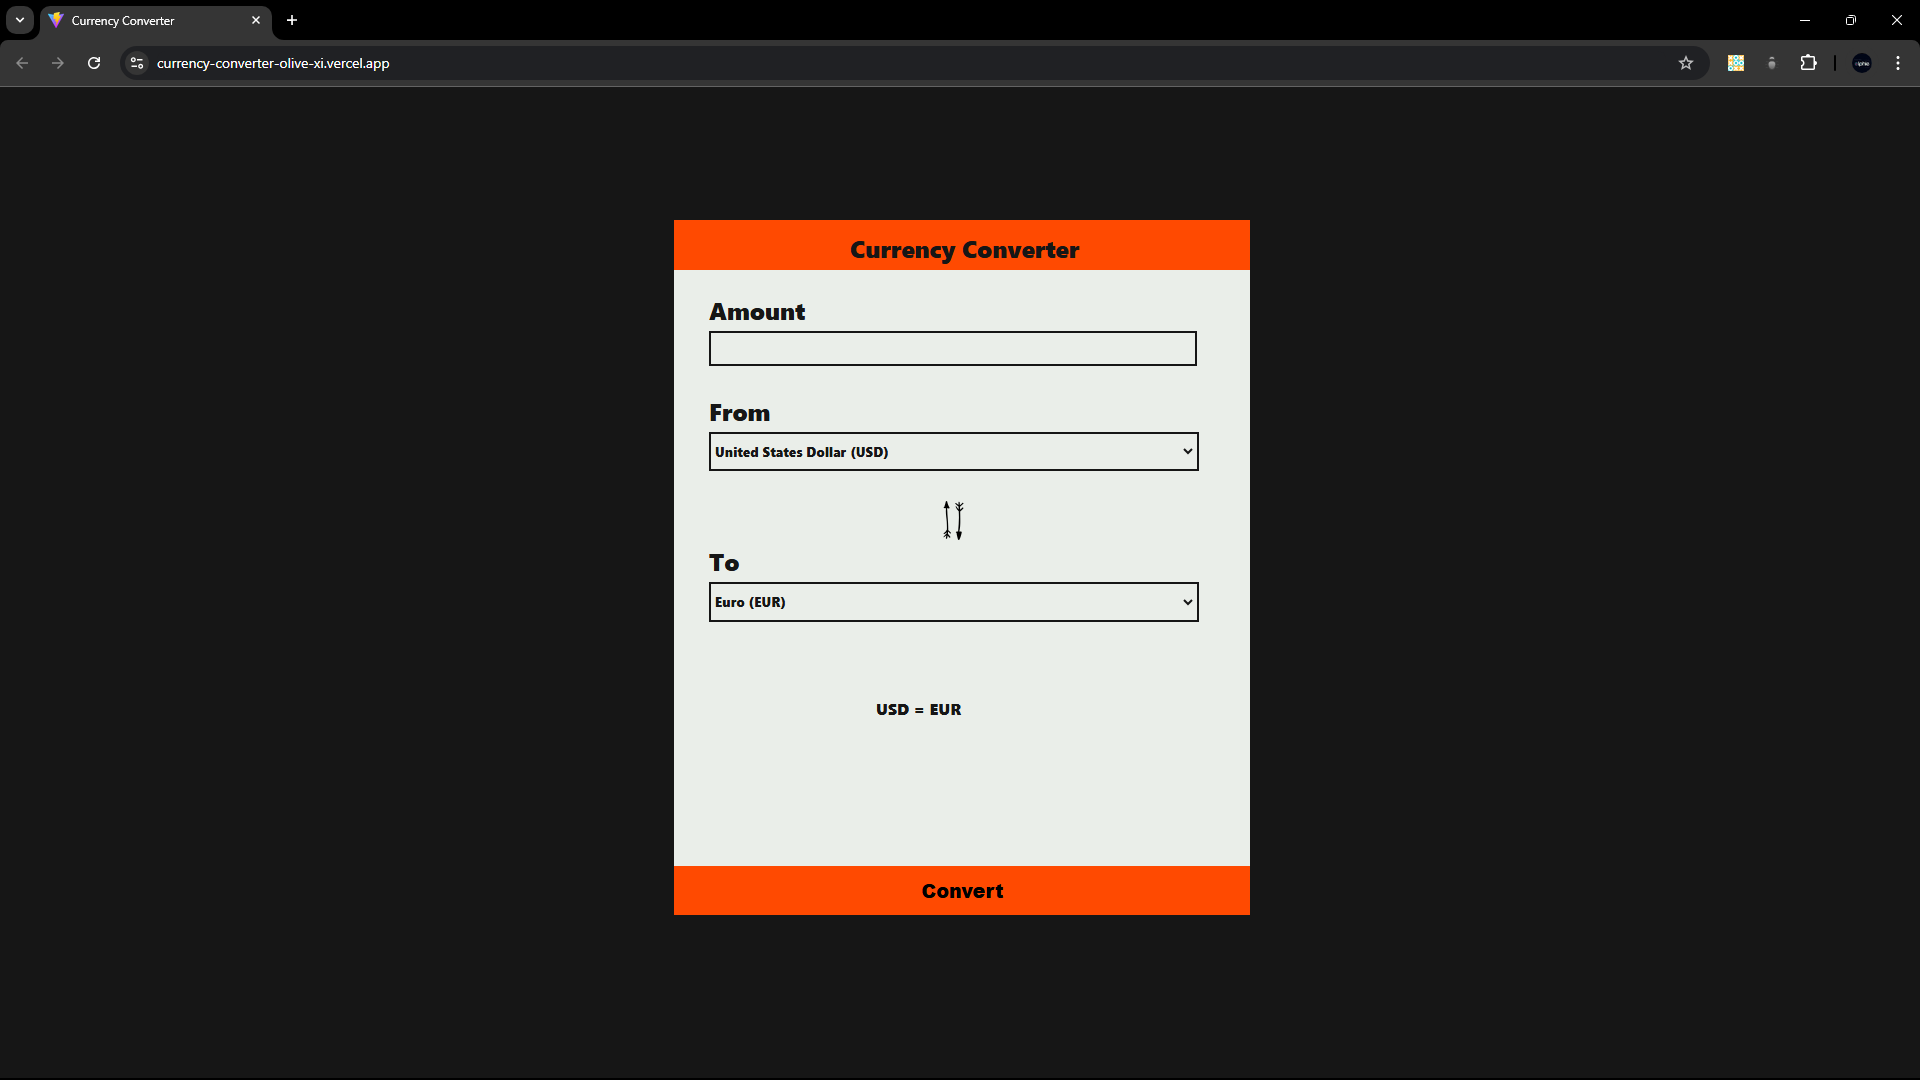 Currency Converter
currency-converter-olive-xi.vercel.app
Currency Converter
Amount
From
United States Dollar (USD)
To
Euro (EUR)
USD = EUR
Convert